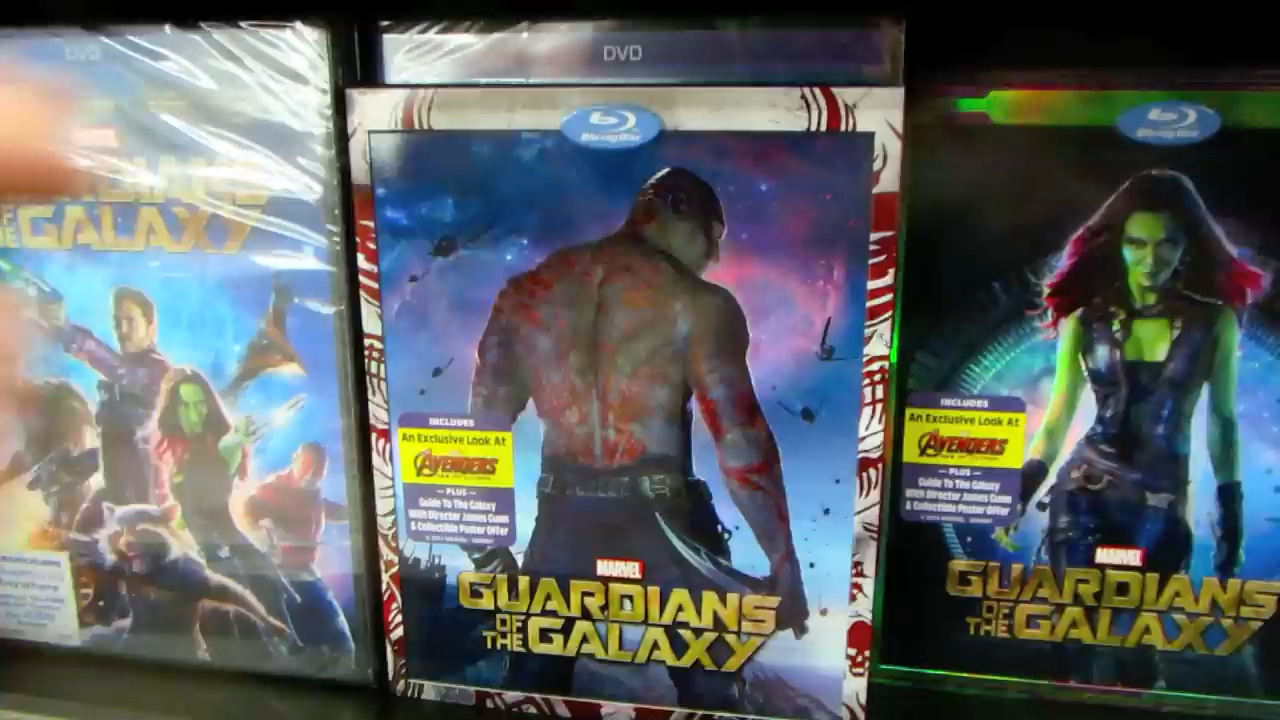 DVD
GALAXY
DVD
Blu-ray Disc
INCLUDES
An Exclusive Look At
AVENGERS
— PLUS —
Guide To The Galaxy
With Director James Gunn
& Collectible Poster Offer
MARVEL
GUARDIANS
OF THE GALAXY
Blu-ray Disc
INCLUDES
An Exclusive Look At
AVENGERS
— PLUS —
Guide To The Galaxy
With Director James Gunn
& Collectible Poster Offer
MARVEL
GUARDIANS
OF THE GALAXY